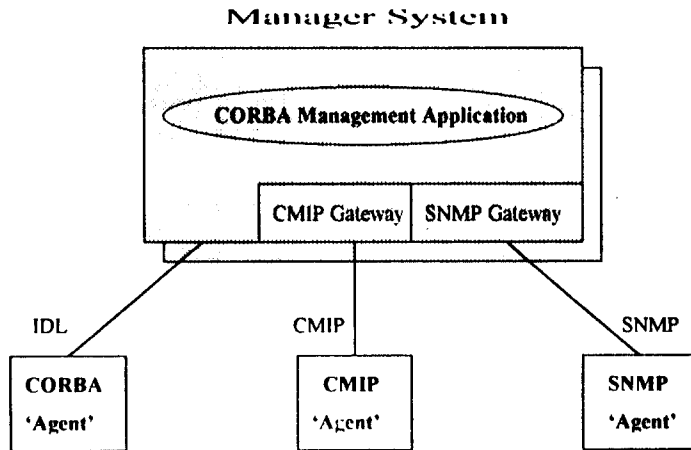 Manager System
CORBA Management Application
CMIP Gateway
SNMP Gateway
IDL
CMIP
SNMP
CORBA
'Agent'
CMIP
'Agent'
SNMP
'Agent'